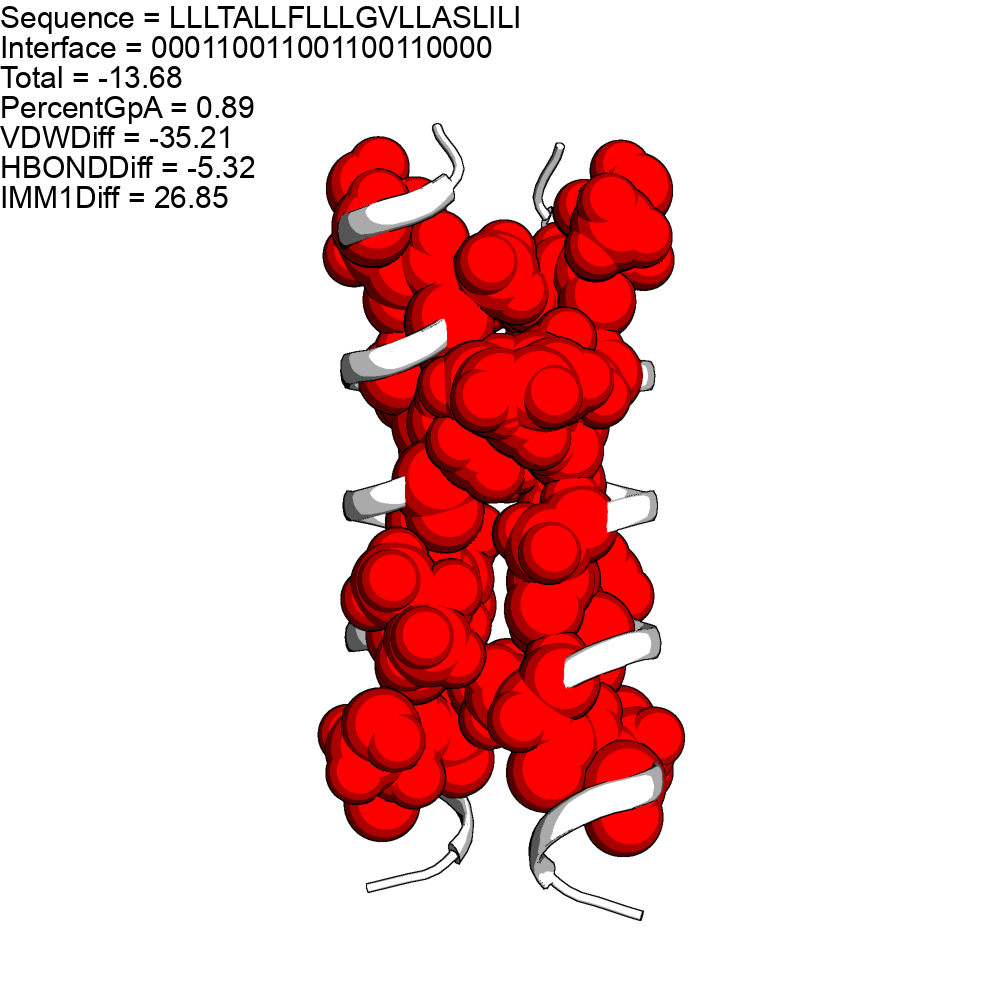 Sequence = LLLTALLFLLLGVLLASLILI
Interface = 000110011001100110000
Total = -13.68
PercentGpA = 0.89
VDWDiff = -35.21
HBONDDiff = -5.32
IMM1Diff = 26.85